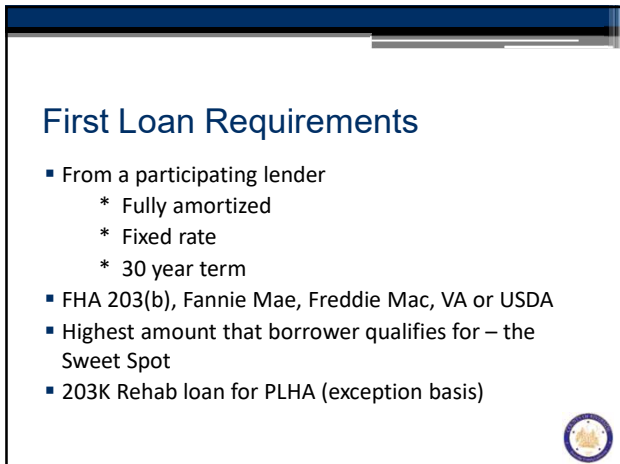 First Loan Requirements
▪ From a participating lender
* Fully amortized
* Fixed rate
* 30 year term
▪ FHA 203(b), Fannie Mae, Freddie Mac, VA or USDA
▪ Highest amount that borrower qualifies for – the
Sweet Spot
▪ 203K Rehab loan for PLHA (exception basis)